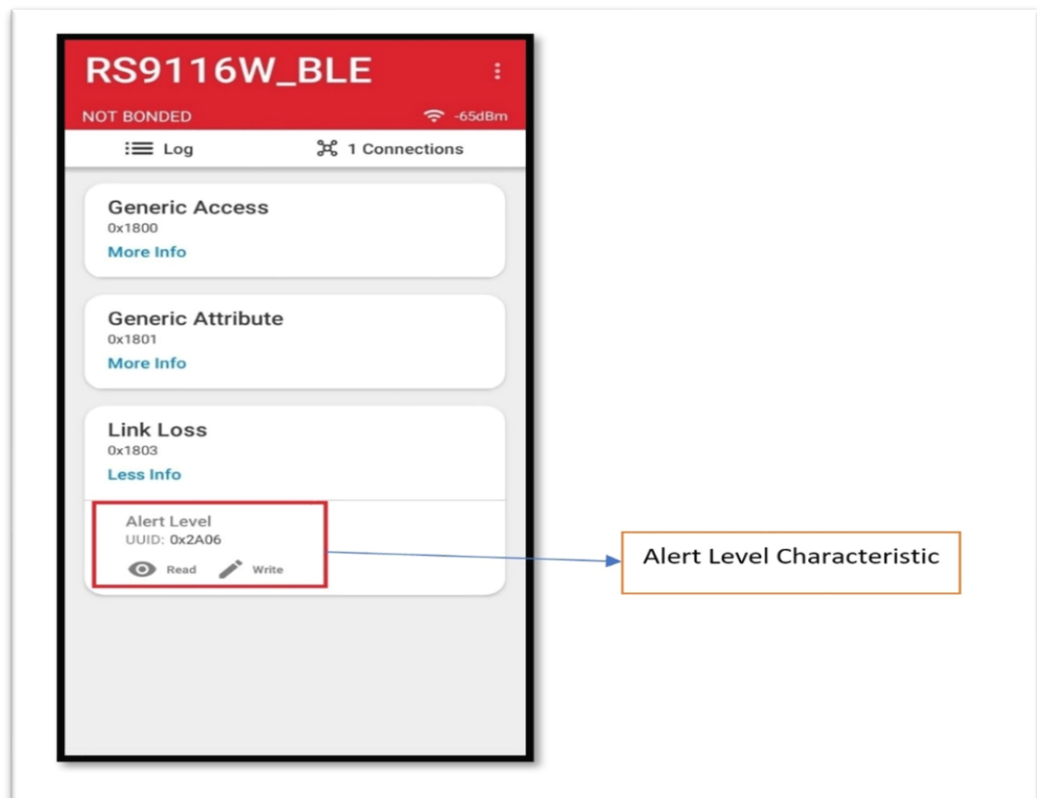 RS9116W_BLE
NOT BONDED -65dBm
Log 1 Connections
Generic Access
0x1800
More Info
Generic Attribute
0x1801
More Info
Link Loss
0x1803
Less Info
Alert Level
UUID: 0x2A06
Read Write
Alert Level Characteristic